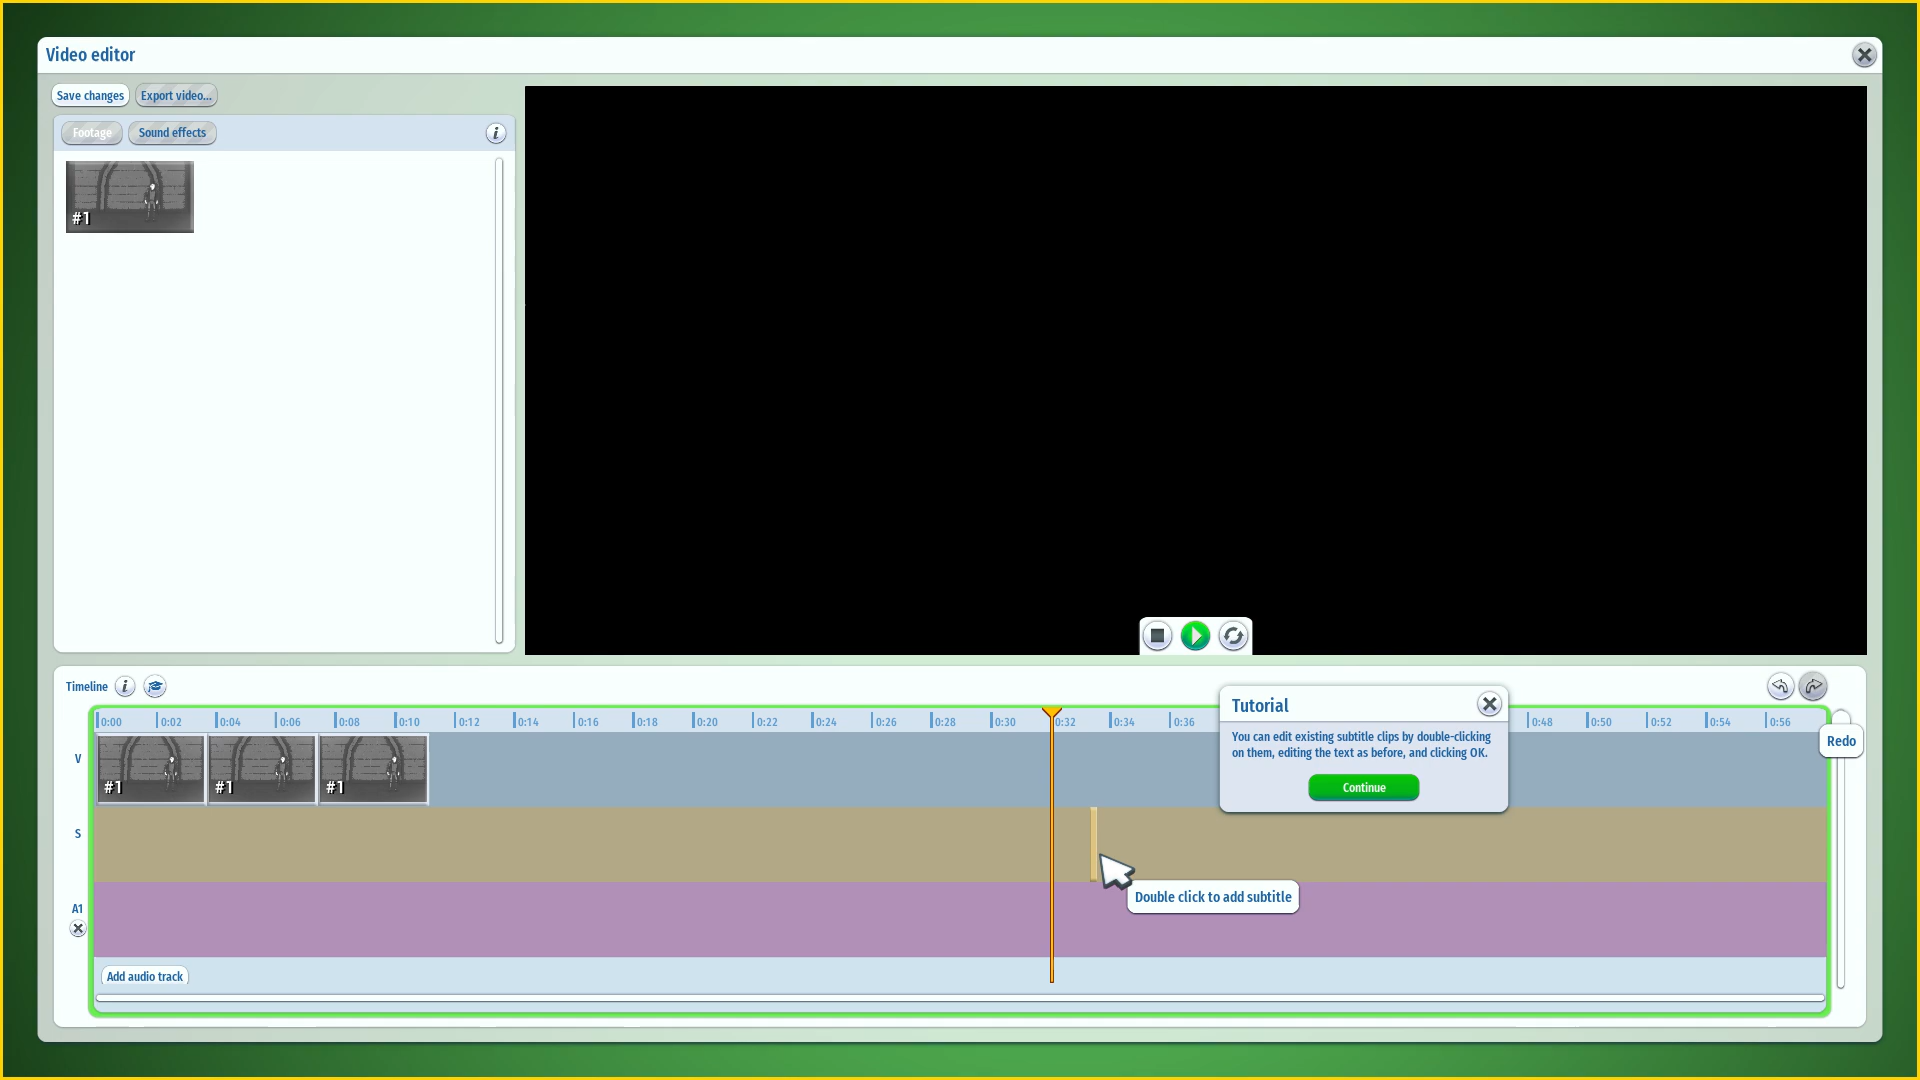 Video editor
Save changes
Export video...
Footage
Sound effects
i
#1
Timeline
i
0:00
0:02
0:04
0:06
0:08
0:10
0:12
0:14
0:16
0:18
0:20
0:22
0:24
0:26
0:28
0:30
0:32
0:34
0:36
0:48
0:50
0:52
0:54
0:56
Tutorial
You can edit existing subtitle clips by double-clicking
on them, editing the text as before, and clicking OK.
Continue
Redo
V
#1
#1
#1
S
Double click to add subtitle
A1
Add audio track